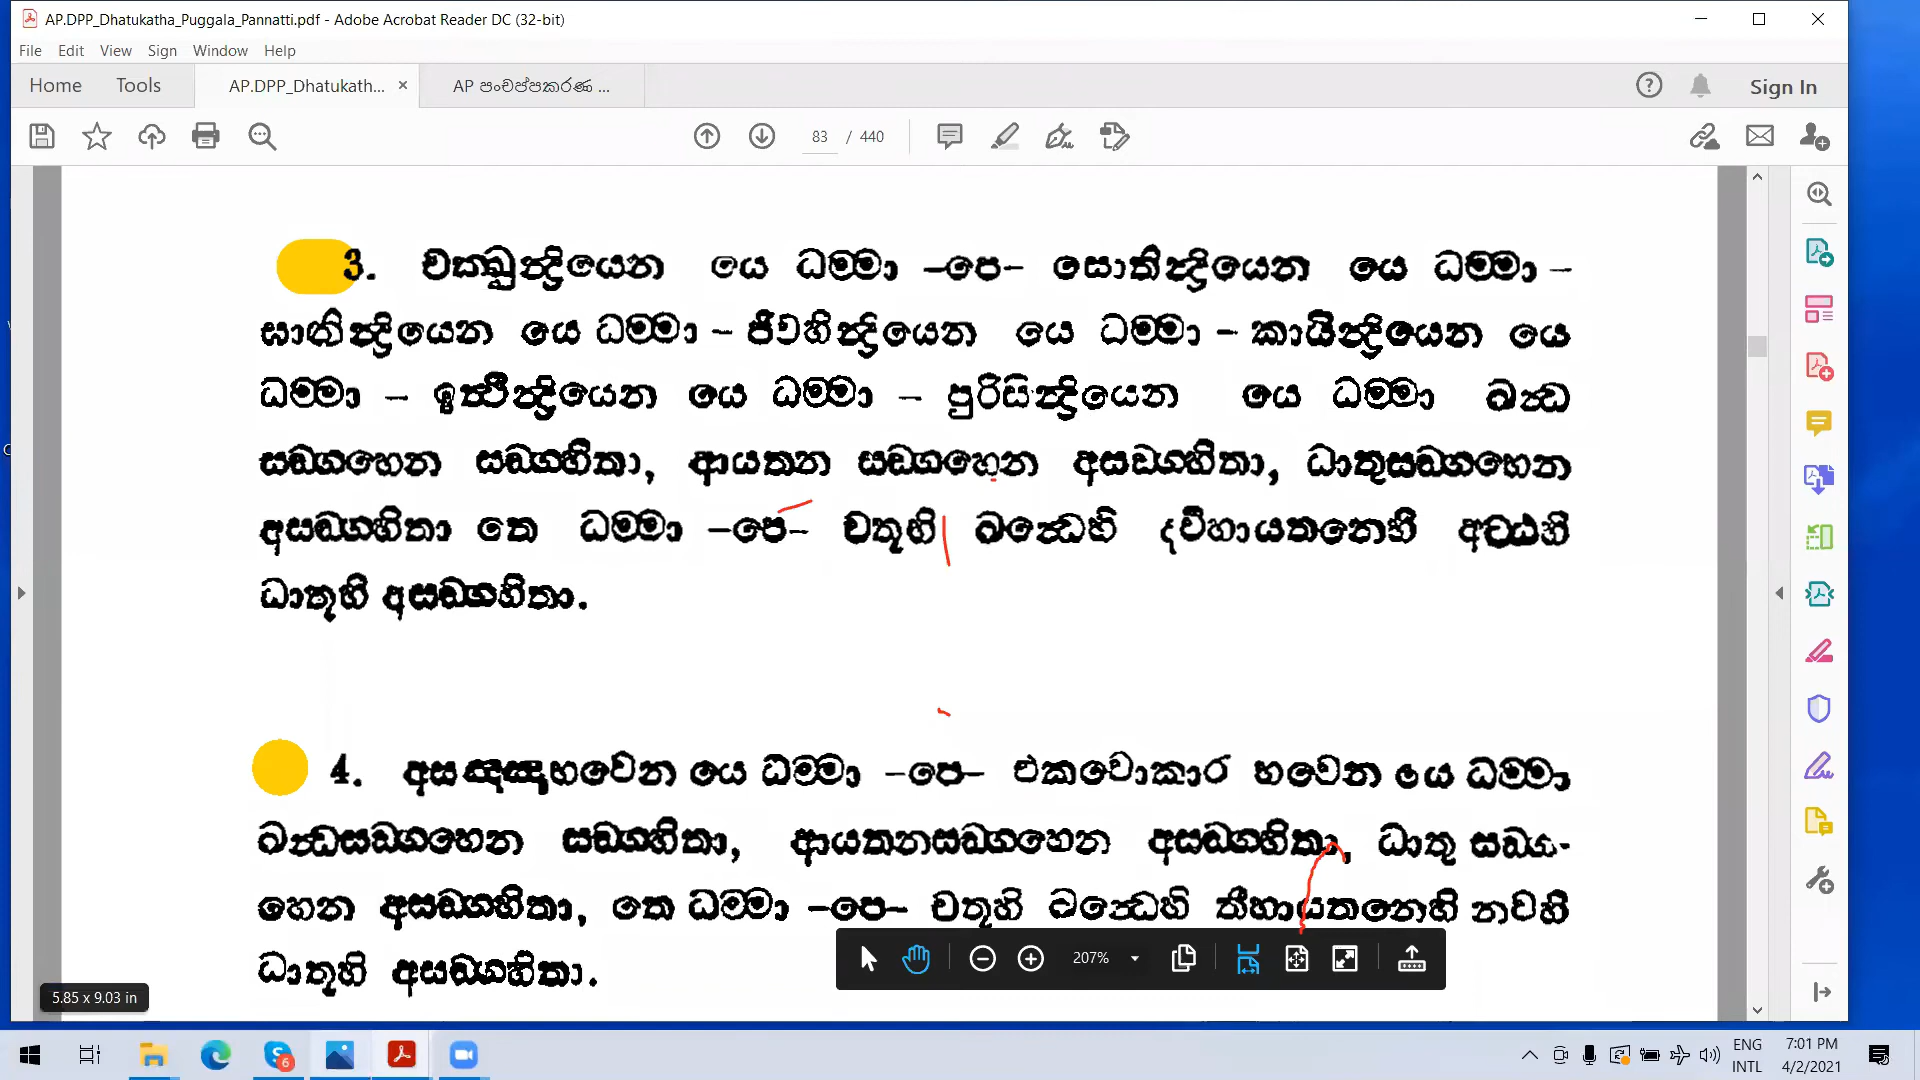 AP.DPP_Dhatukatha_Puggala_Pannatti.pdf - Adobe Acrobat Reader DC (32-bit)
File Edit View Sign Window Help
Home Tools AP.DPP_Dhatukath... × AP පංචප්පකරණ ... Sign In
83 / 440
3. චක්ඛුන්ද්‍රියෙන යෙ ධම්මා -පෙ- සොතින්ද්‍රියෙන යෙ ධම්මා -
ඝානින්ද්‍රියෙන යෙ ධම්මා - ජිව්හින්ද්‍රියෙන යෙ ධම්මා - කායින්ද්‍රියෙන යෙ
ධම්මා - ඉත්ථින්ද්‍රියෙන යෙ ධම්මා - පුරිසින්ද්‍රියෙන යෙ ධම්මා ඛන්ධ
සඞ්ගහෙන සඞ්ගහිතා, ආයතන සඞ්ගහෙන අසඞ්ගහිතා, ධාතුසඞ්ගහෙන
අසඞ්ගහිතා තෙ ධම්මා -පෙ- චතූහි ඛන්ධෙහි ද්වීහායතනෙහි අට්ඨහි
ධාතූහි අසඞ්ගහිතා.
4. අසඤ්ඤභවෙන යෙ ධම්මා -පෙ- එකවොකාර භවෙන යෙ ධම්මා
ඛන්ධසඞ්ගහෙන සඞ්ගහිතා, ආයතනසඞ්ගහෙන අසඞ්ගහිතා, ධාතු සඞ්ග-
හෙන අසඞ්ගහිතා, තෙ ධම්මා -පෙ- චතූහි ඛන්ධෙහි තීහායතනෙහි නවහි
ධාතූහි අසඞ්ගහිතා.
207%
5.85 x 9.03 in
6
ENG 7:01 PM
INTL 4/2/2021